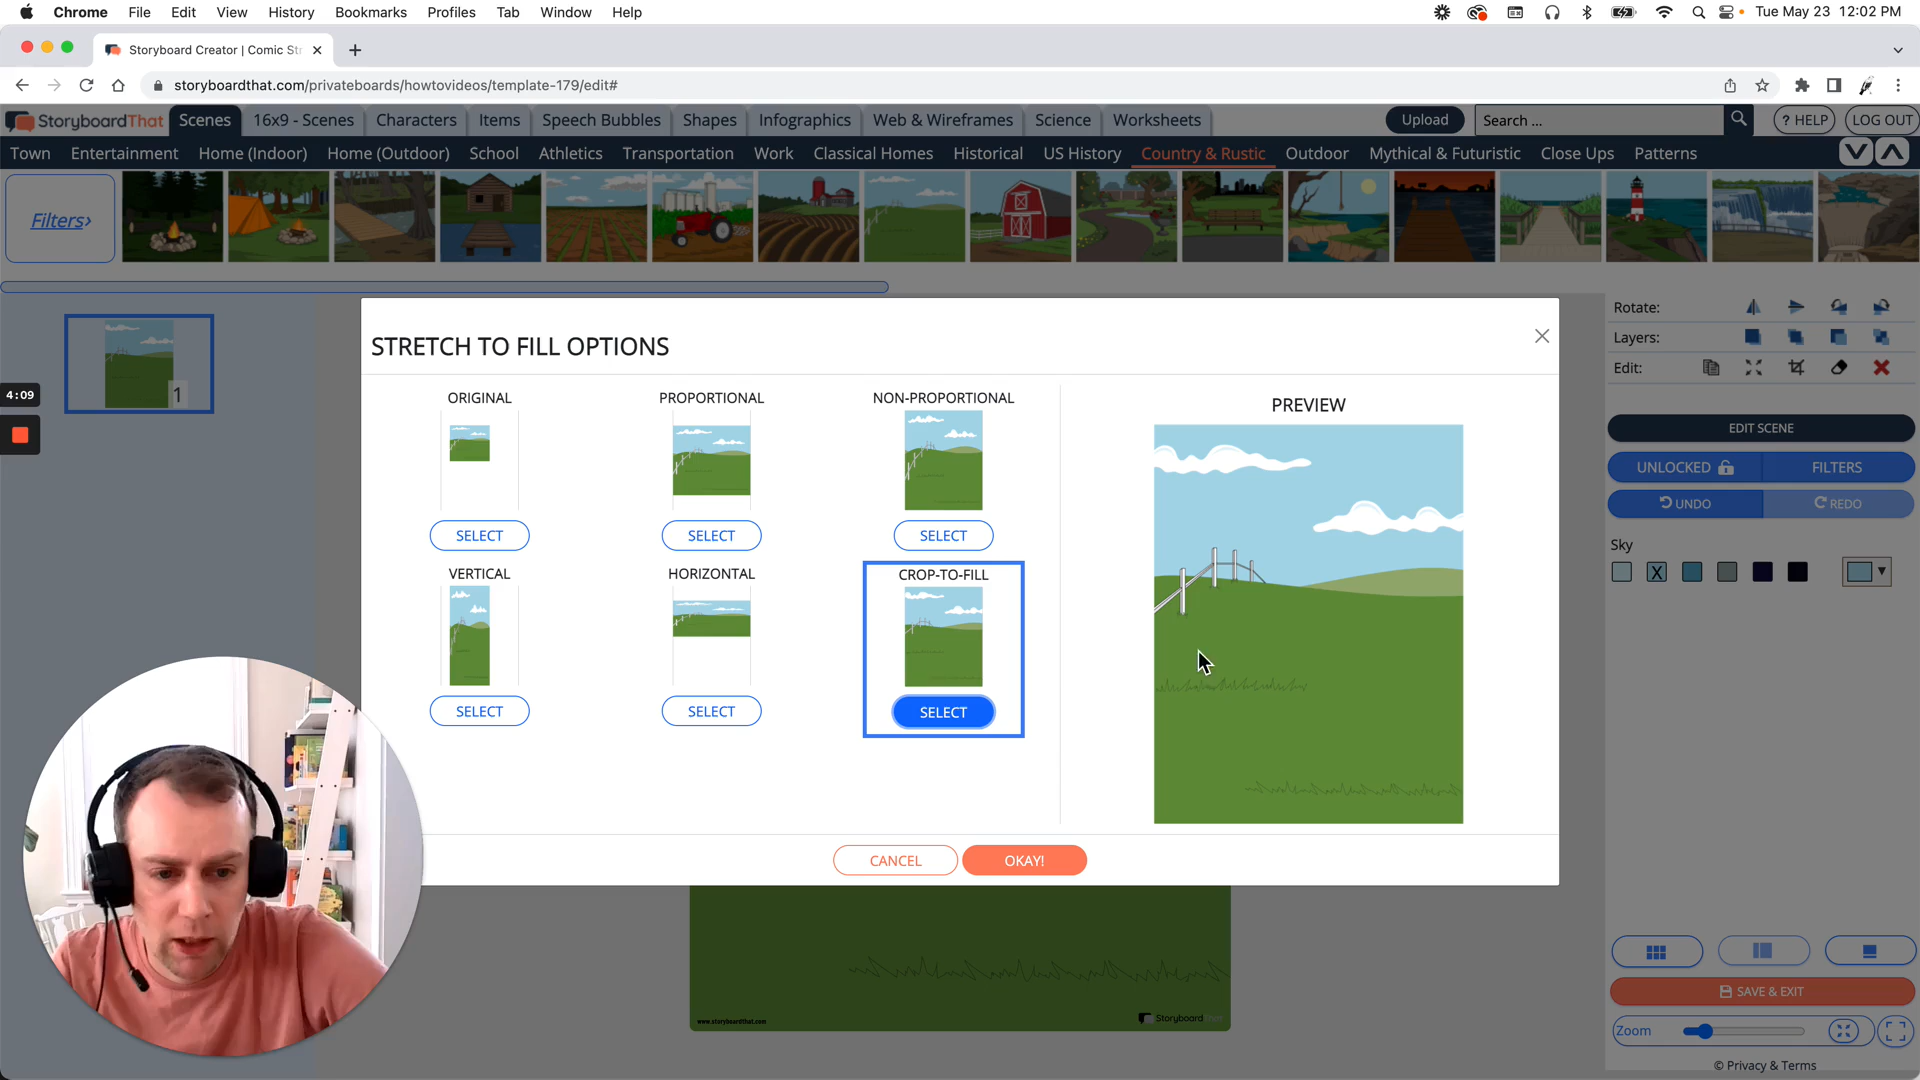 Chrome File Edit View History Bookmarks Profiles Tab Window Help
Tue May 23 12:02 PM
Storyboard Creator | Comic St
storyboardthat.com/privateboards/howtovideos/template-179/edit#
StoryboardThat Scenes 16x9 - Scenes Characters Items Speech Bubbles Shapes Infographics Web & Wireframes Science Worksheets Upload Search ... ? HELP LOG OUT
Town Entertainment Home (Indoor) Home (Outdoor) School Athletics Transportation Work Classical Homes Historical US History Country & Rustic Outdoor Mythical & Futuristic Close Ups Patterns
Filters›
1
4:09
STRETCH TO FILL OPTIONS
ORIGINAL PROPORTIONAL NON-PROPORTIONAL
SELECT SELECT SELECT
VERTICAL HORIZONTAL CROP-TO-FILL
SELECT SELECT SELECT
PREVIEW
CANCEL OKAY!
Rotate:
Layers:
Edit:
EDIT SCENE
UNLOCKED FILTERS
UNDO REDO
Sky
X
SAVE & EXIT
Zoom
© Privacy & Terms
www.storyboardthat.com StoryboardThat